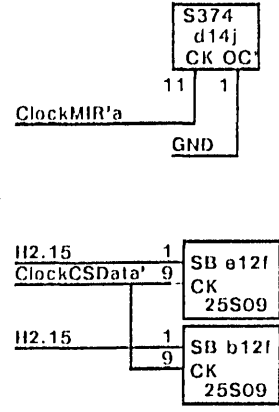 S374
d14j
CK OC'
11 1
ClockMIR'a
GND
H2.15 1
SB e12f
ClockCSData' 9
CK
25S09
H2.15 1
SB b12f
9
CK
25S09